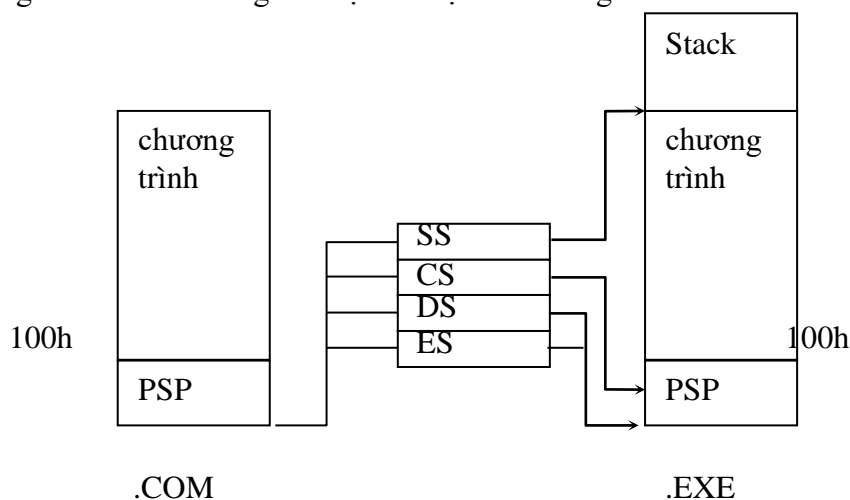 Stack
chương
trình
chương
trình
SS
CS
DS
ES
100h
100h
PSP
PSP
.COM
.EXE